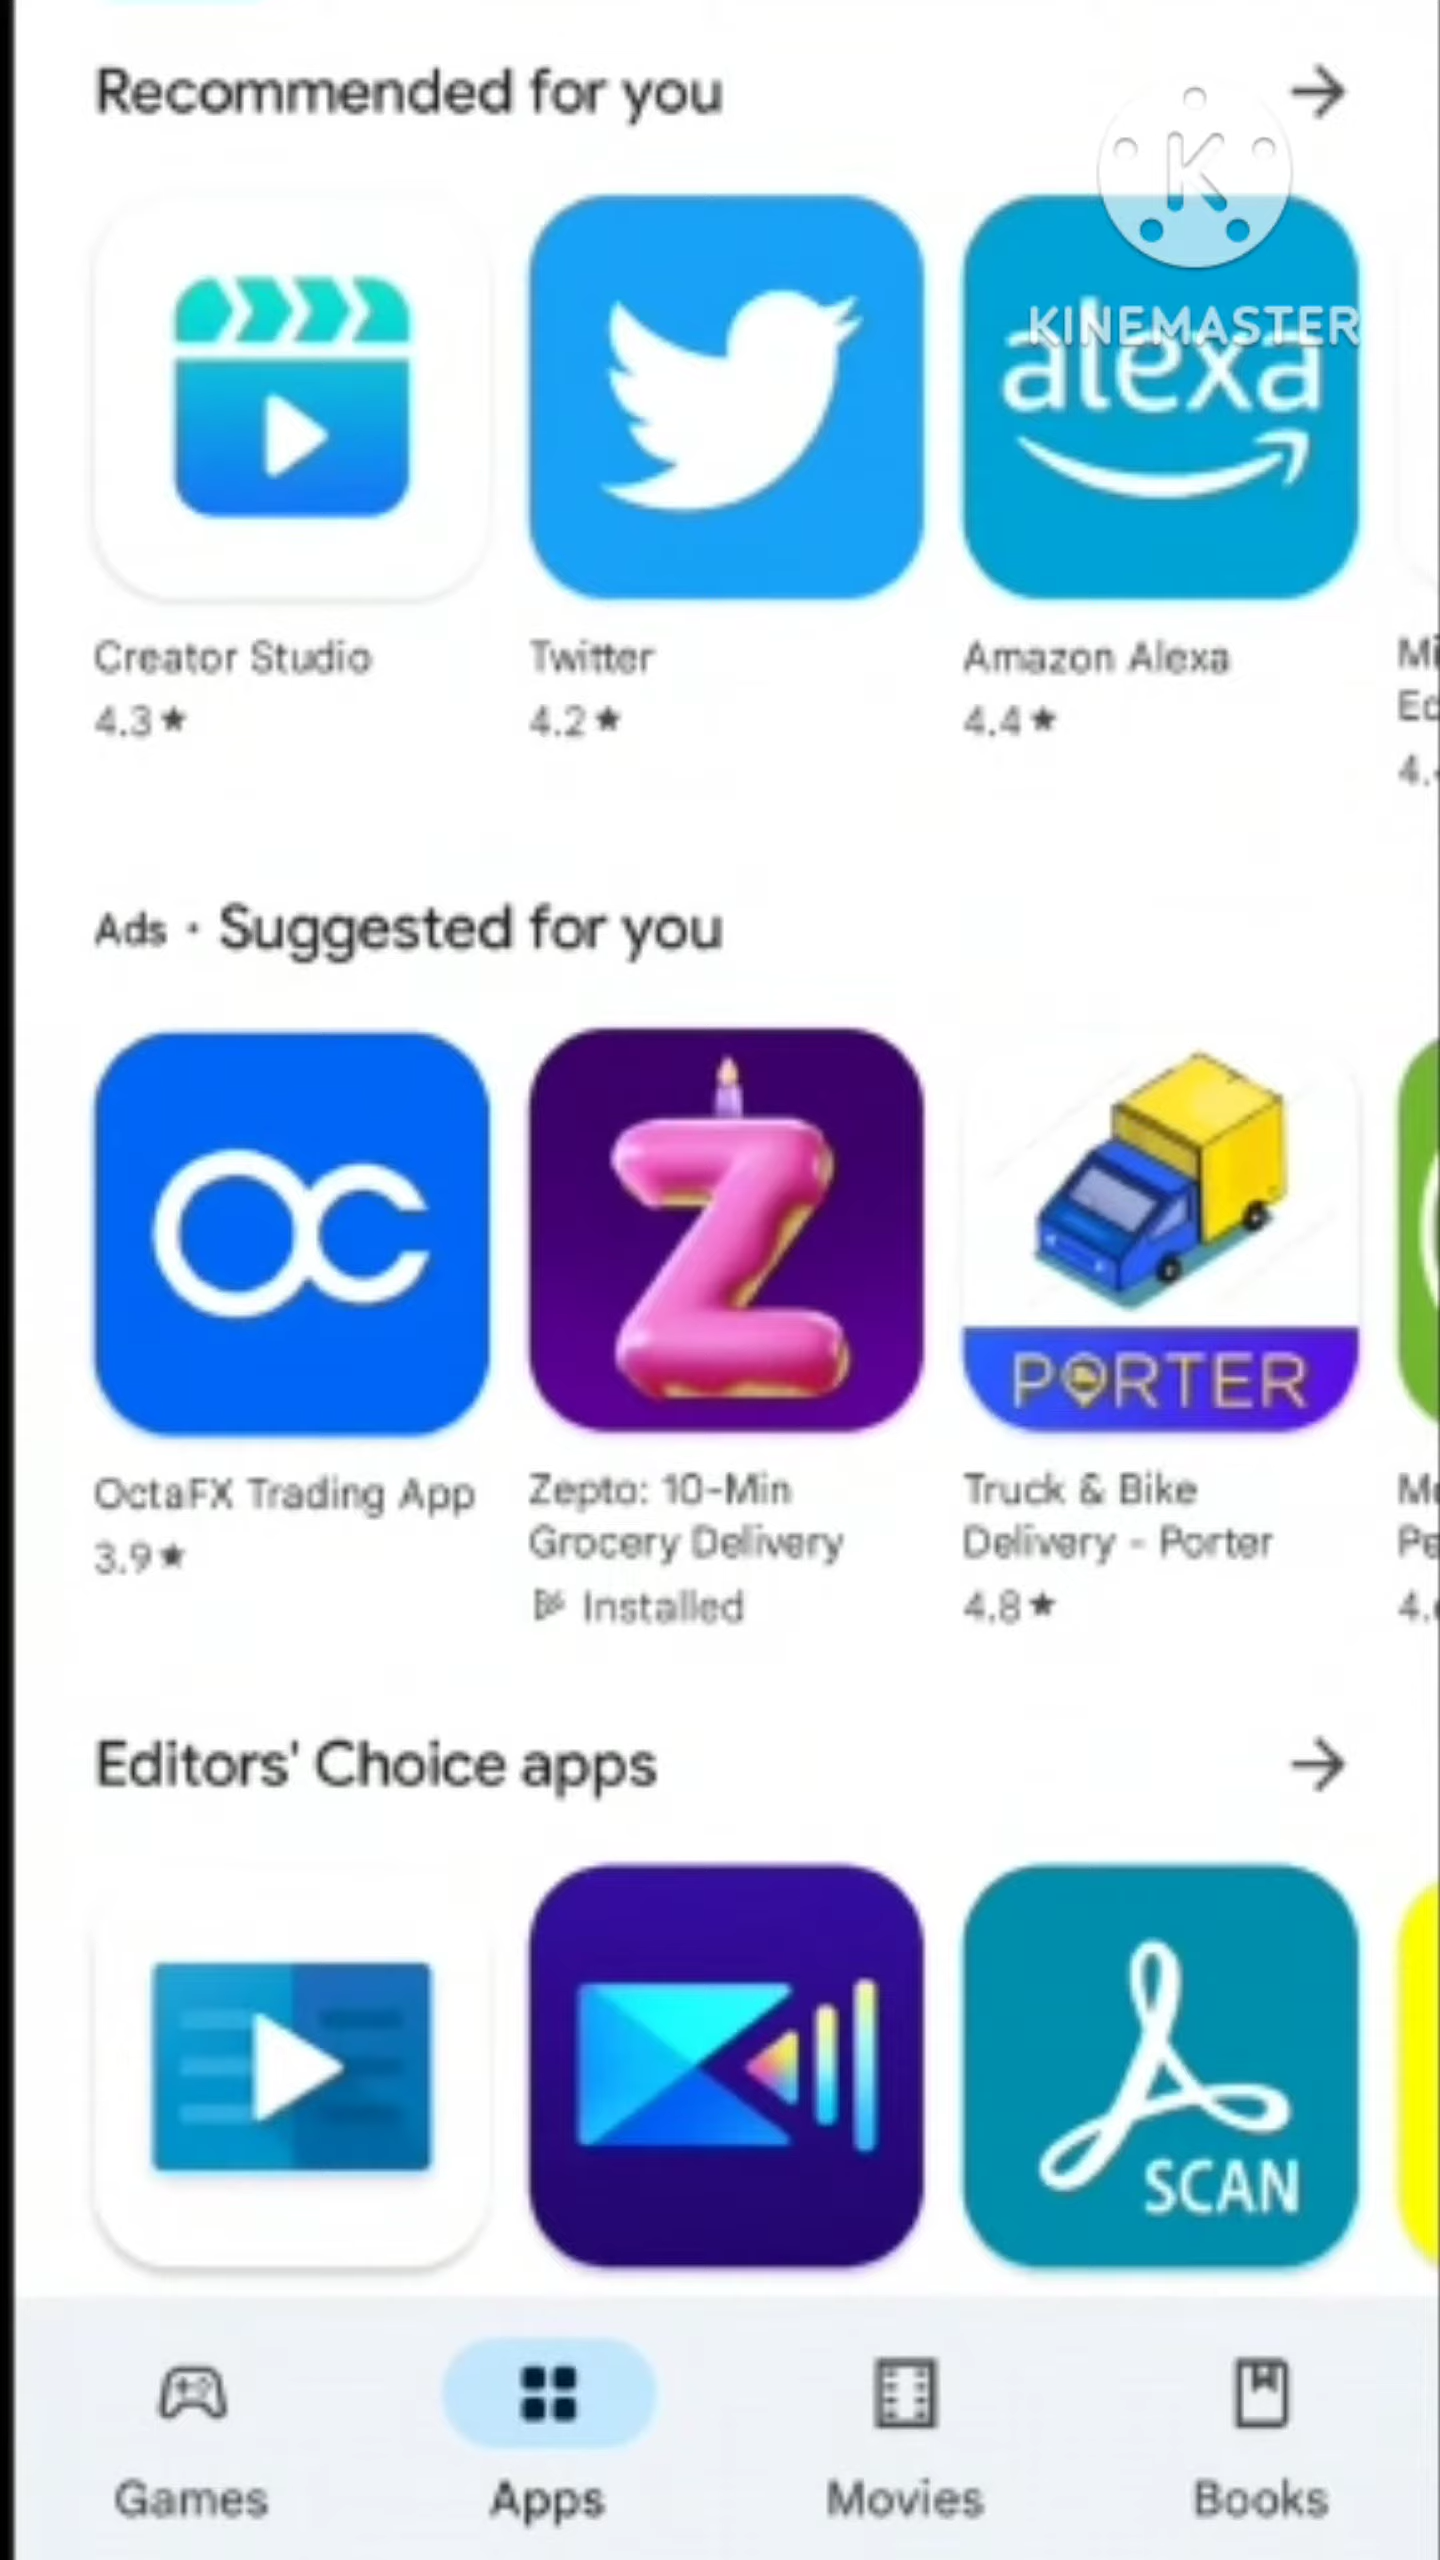 Recommended for you
K
KINEMASTER
alexa
Creator Studio
Twitter
Amazon Alexa
4.3★
4.2★
4.4★
Ads • Suggested for you
OC
Z
PORTER
OctaFX Trading App
3.9★
Zepto: 10-Min
Grocery Delivery
Installed
Truck & Bike
Delivery - Porter
4.8★
Editors' Choice apps
SCAN
Games
Apps
Movies
Books